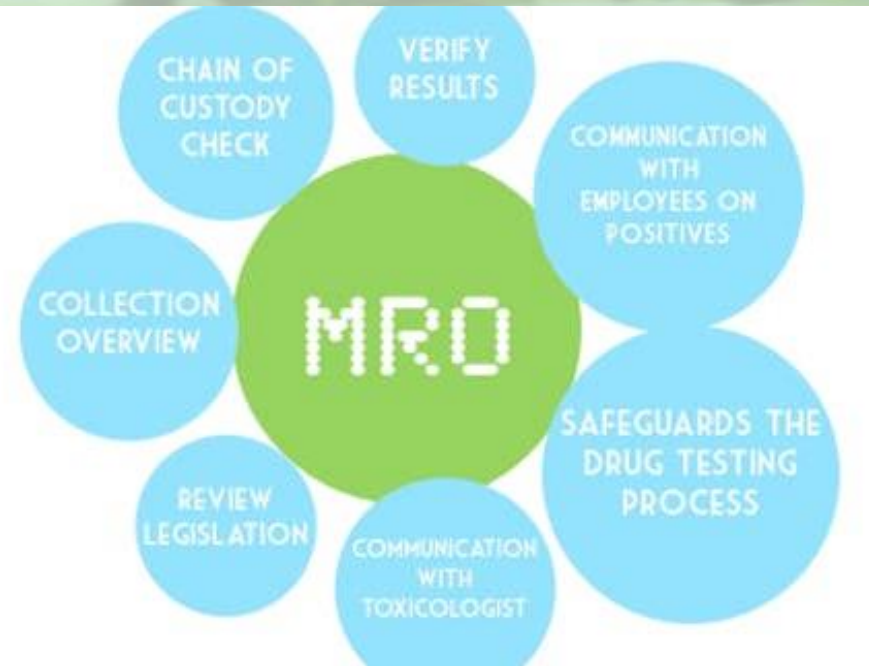 CHAIN OF
CUSTODY
CHECK
VERIFY
RESULTS
COMMUNICATION
WITH
EMPLOYEES ON
POSITIVES
COLLECTION
OVERVIEW
MRO
SAFEGUARDS THE
DRUG TESTING
PROCESS
REVIEW
LEGISLATION
COMMUNICATION
WITH
TOXICOLOGIST